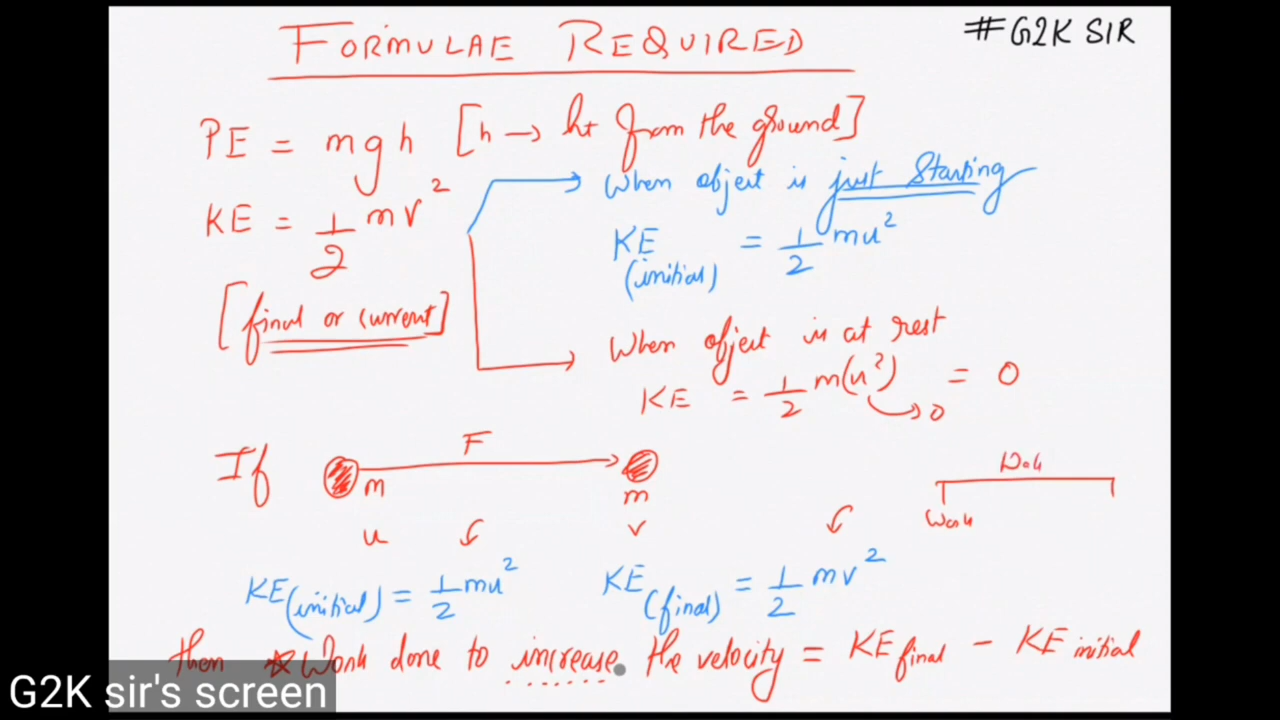 FORMULAE REQUIRED
#G2K SIR
PE = mgh [h → ht from the ground]
KE = 1/2 mv²
[final or current]
When object is just starting
KE (initial) = 1/2 mu²
When object is at rest
KE = 1/2 m(u²) = 0
0
If
F
m
m
u
v
Work
KE(initial) = 1/2 mu²
KE(final) = 1/2 mv²
then Work done to increase the velocity = KE final - KE initial
G2K sir's screen